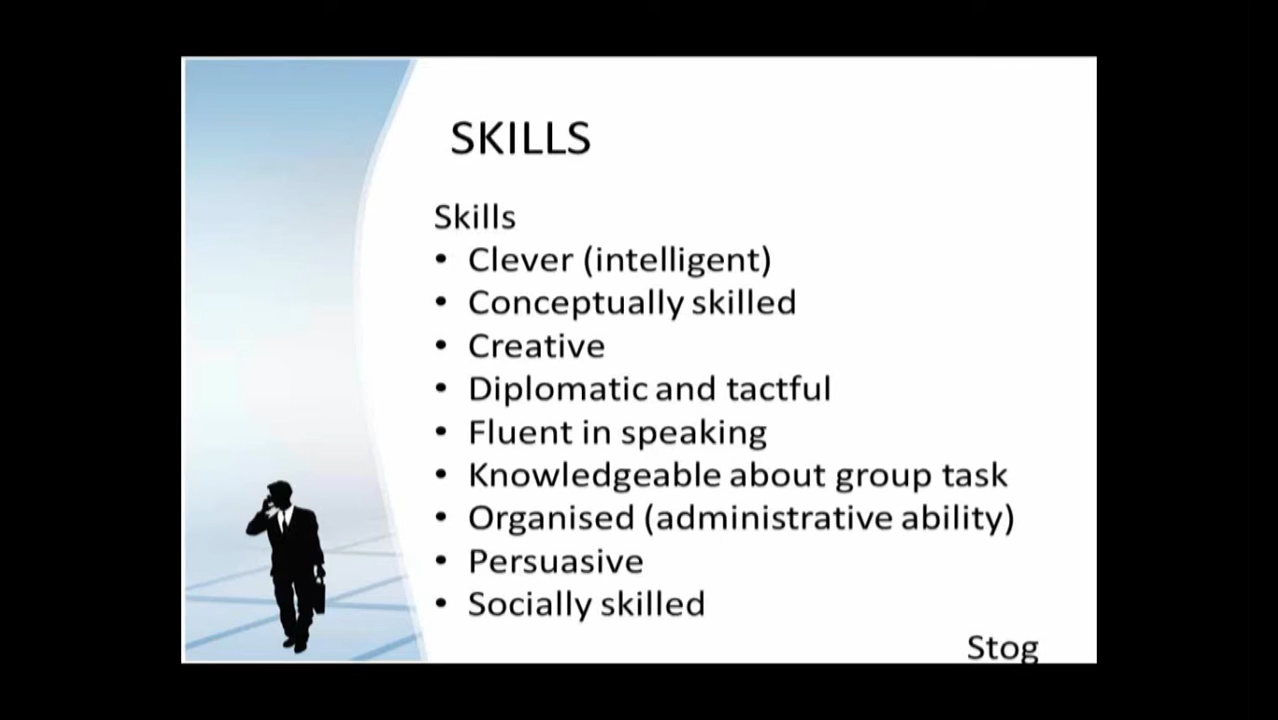 SKILLS
Skills
• Clever (intelligent)
• Conceptually skilled
• Creative
• Diplomatic and tactful
• Fluent in speaking
• Knowledgeable about group task
• Organised (administrative ability)
• Persuasive
• Socially skilled
Stog